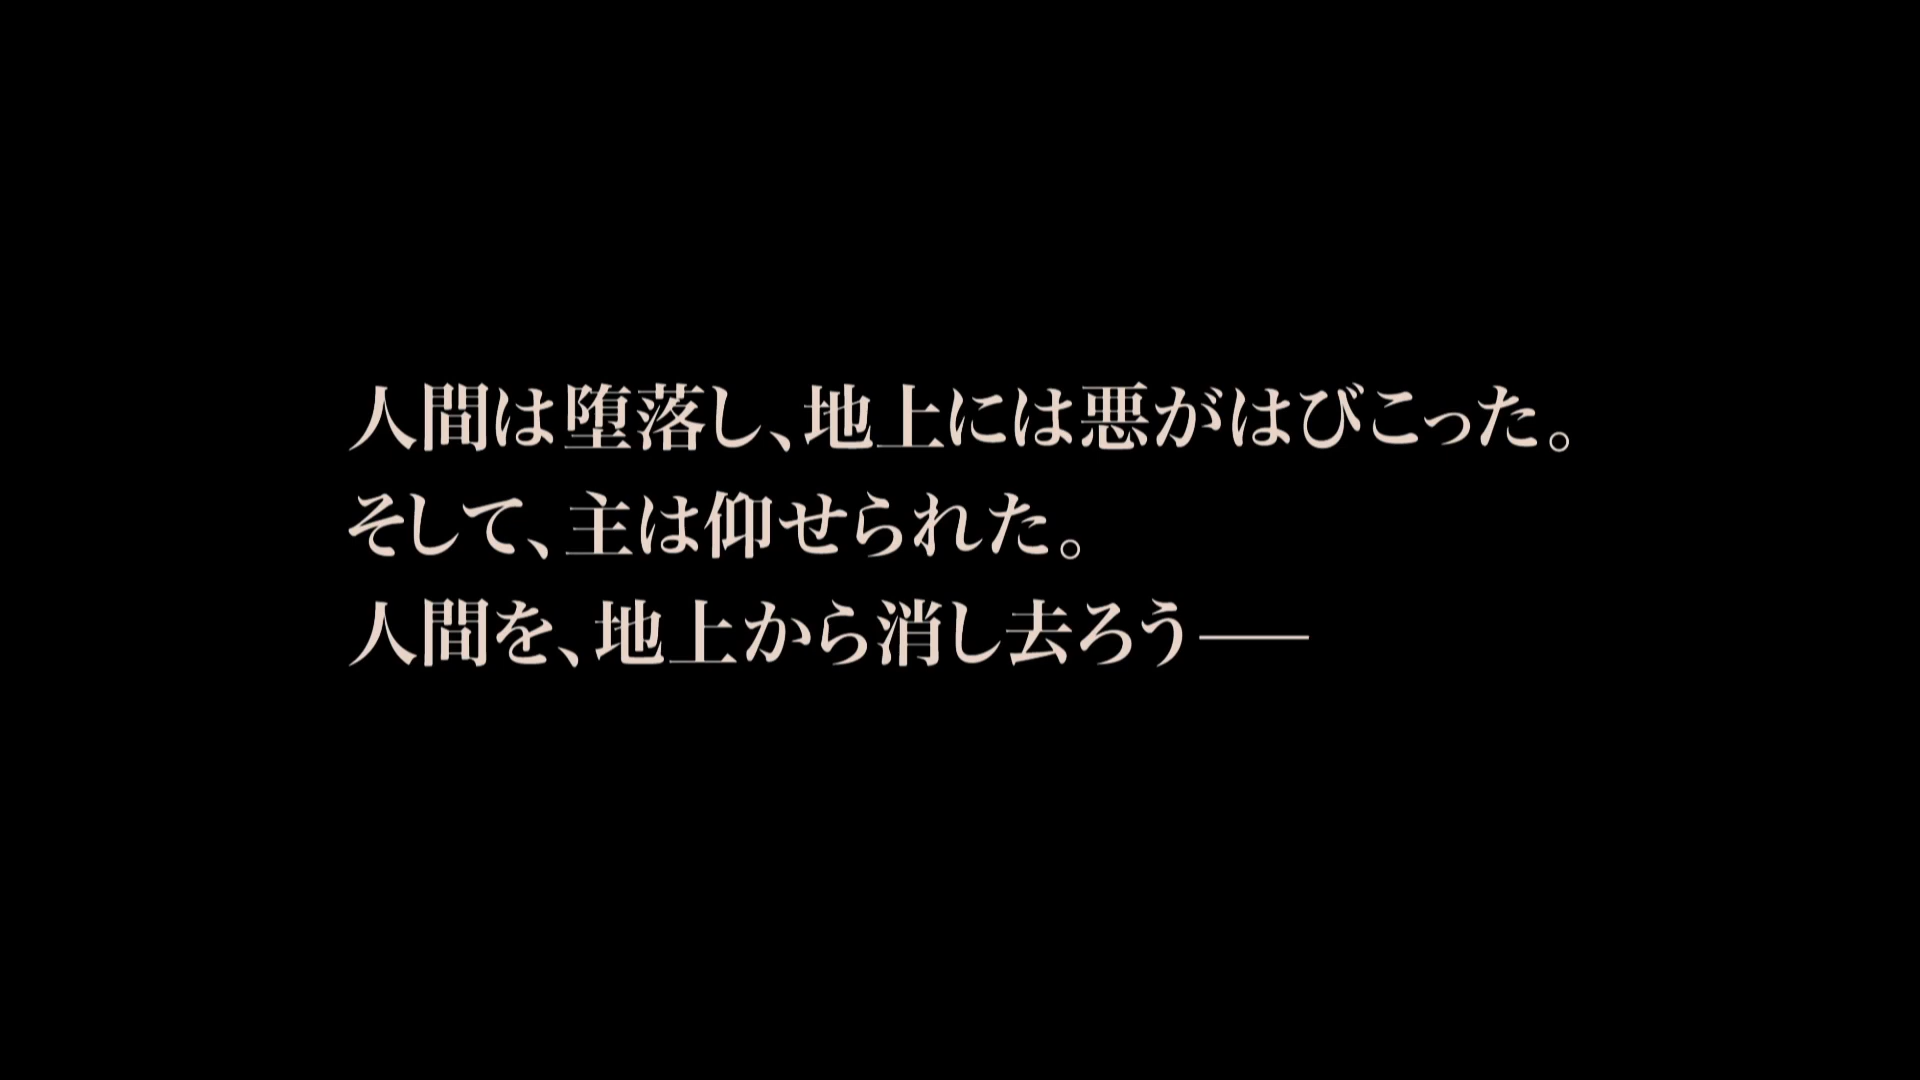 人間は堕落し、地上には悪がはびこった。
そして、主は仰せられた。
人間を、地上から消し去ろう――